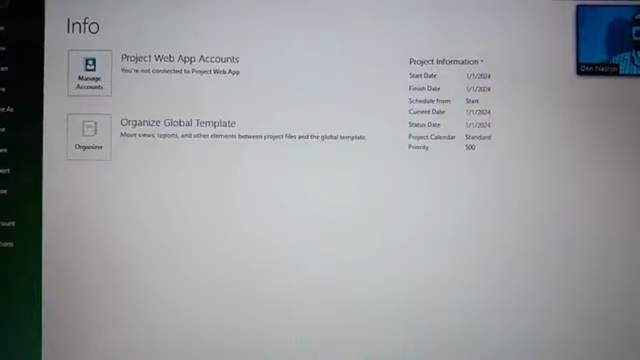 Info
Manage Accounts
Project Web App Accounts
You're not connected to Project Web App
Organizer
Organize Global Template
Move views, reports, and other elements between project files and the global template.
Project Information
Start Date 1/1/2024
Finish Date 1/1/2024
Schedule from Start
Current Date 1/1/2024
Status Date 1/1/2024
Project Calendar Standard
Priority 500